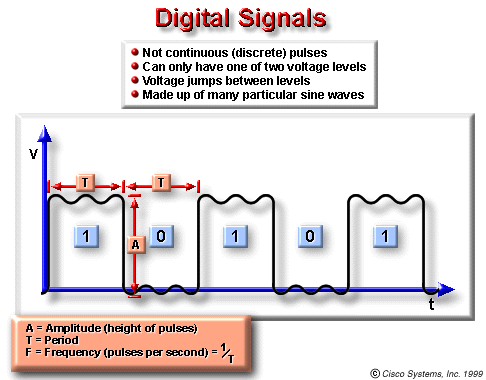 Digital Signals
Not continuous (discrete) pulses
Can only have one of two voltage levels
Voltage jumps between levels
Made up of many particular sine waves
V
T T
1 0 1 0 1
A
t
A = Amplitude (height of pulses)
T = Period
F = Frequency (pulses per second) = 1/T
© Cisco Systems, Inc. 1999